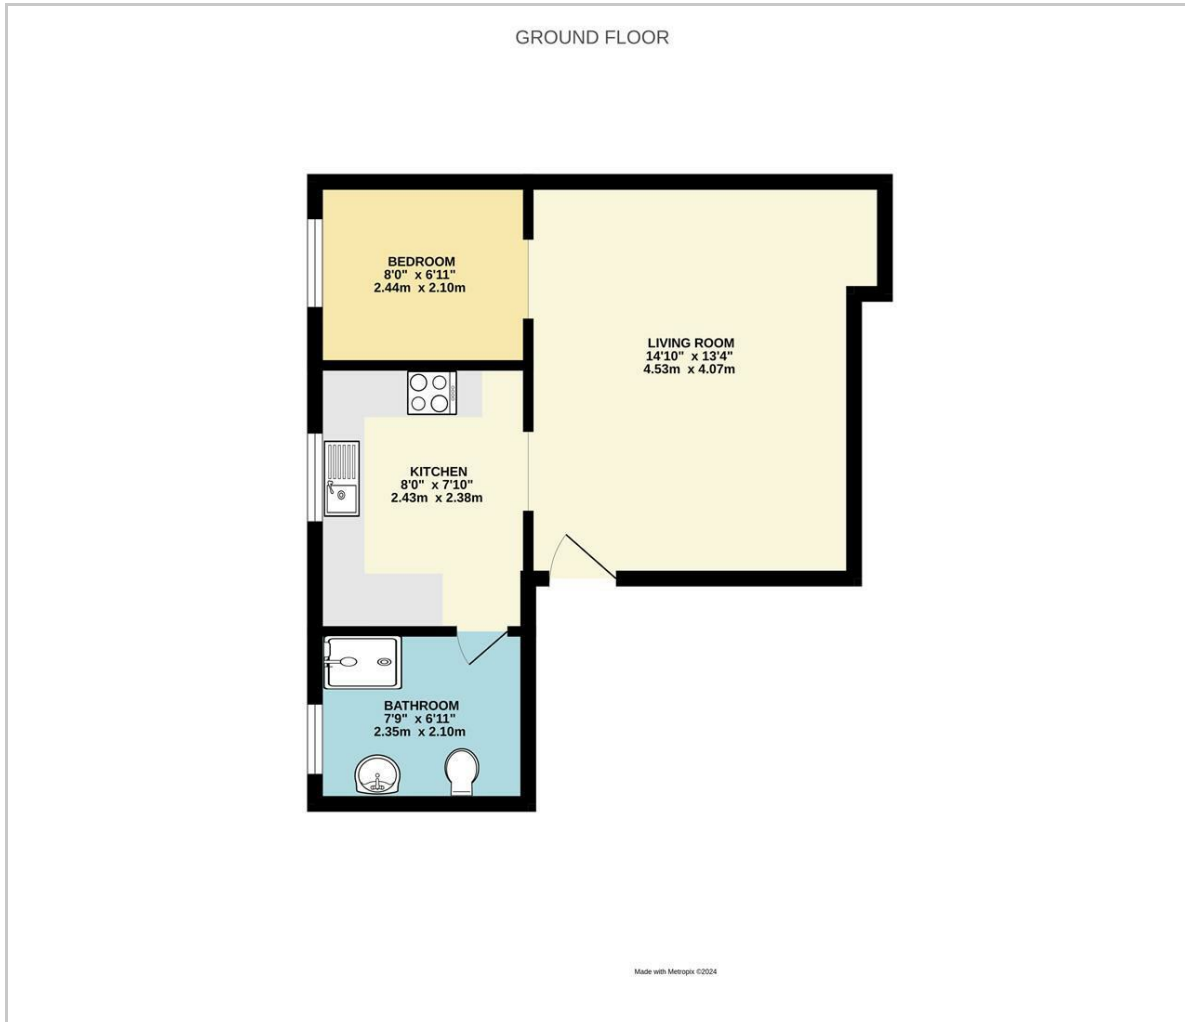 GROUND FLOOR
BEDROOM
8'0" x 6'11"
2.44m x 2.10m
LIVING ROOM
14'10" x 13'4"
4.53m x 4.07m
KITCHEN
8'0" x 7'10"
2.43m x 2.38m
BATHROOM
7'9" x 6'11"
2.35m x 2.10m
Made with Metropix ©2024